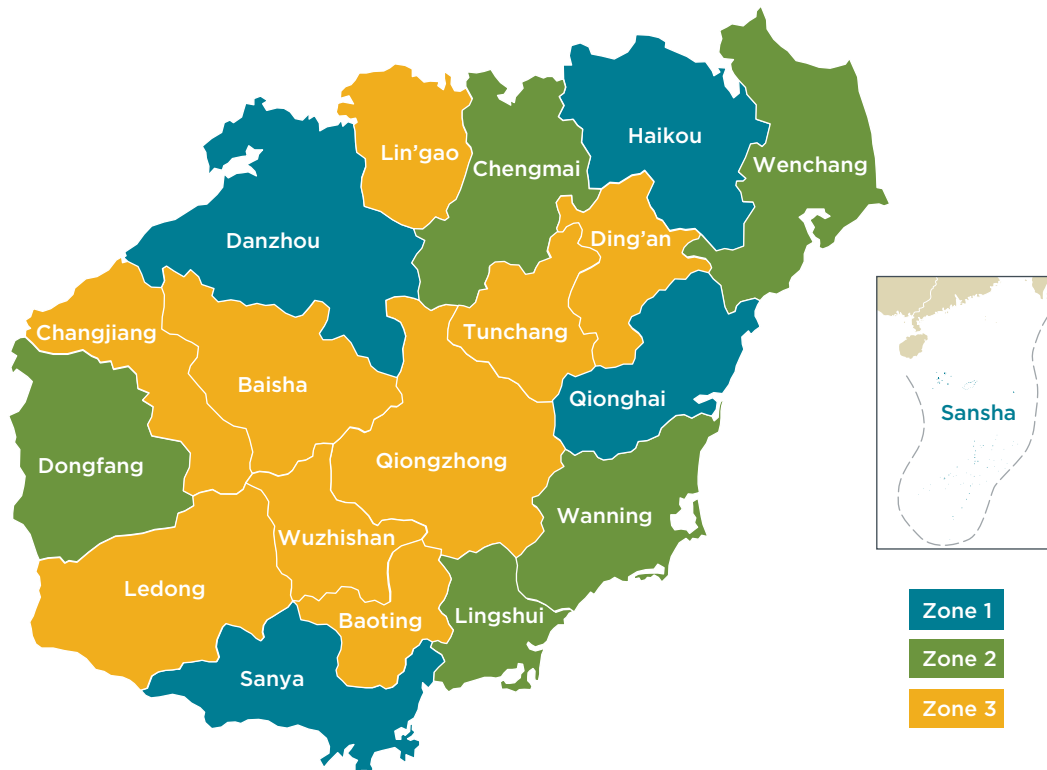 Haikou
Lin'gao
Chengmai
Wenchang
Danzhou
Ding'an
Changjiang
Tunchang
Baisha
Qionghai
Sansha
Dongfang
Qiongzhong
Wanning
Wuzhishan
Ledong
Lingshui
Baoting
Sanya
Zone 1
Zone 2
Zone 3